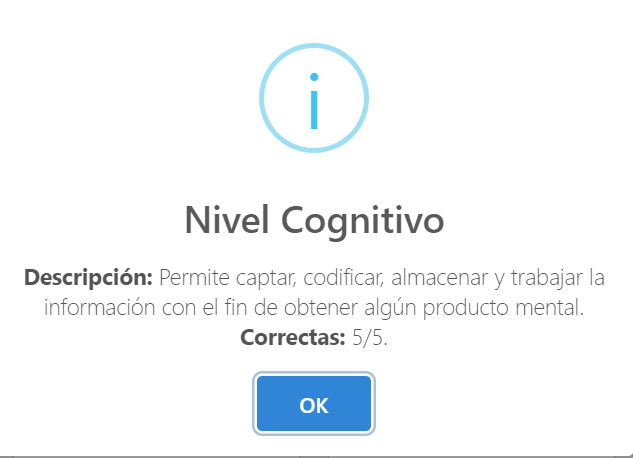 Nivel Cognitivo
Descripción: Permite captar, codificar, almacenar y trabajar la
información con el fin de obtener algún producto mental.
Correctas: 5/5.
OK